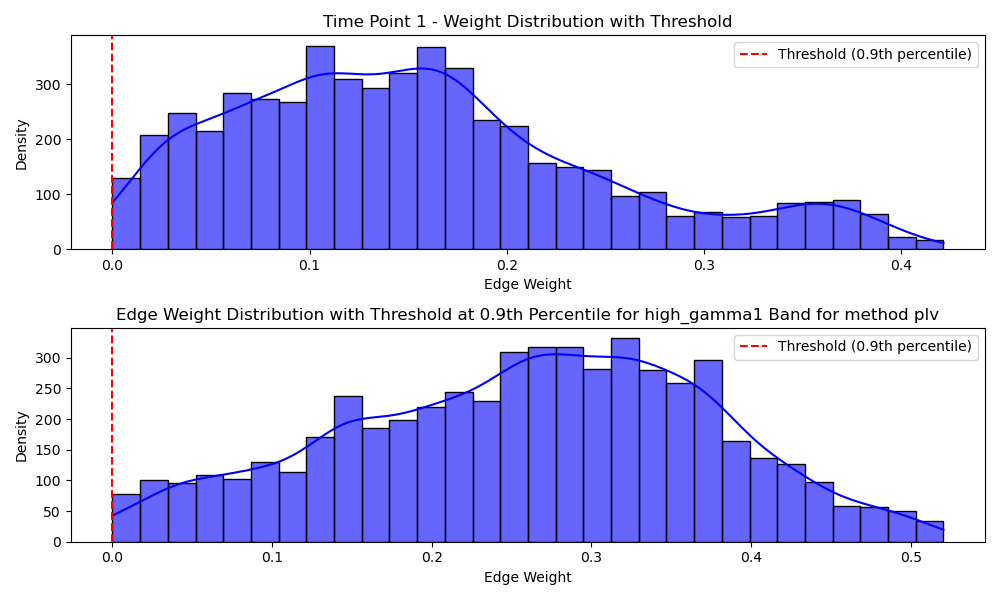 Time Point 1 - Weight Distribution with Threshold
Threshold (0.9th percentile)
Density
300
200
100
0
0.0 0.1 0.2 0.3 0.4
Edge Weight
Edge Weight Distribution with Threshold at 0.9th Percentile for high_gamma1 Band for method plv
Threshold (0.9th percentile)
Density
300
250
200
150
100
50
0
0.0 0.1 0.2 0.3 0.4 0.5
Edge Weight